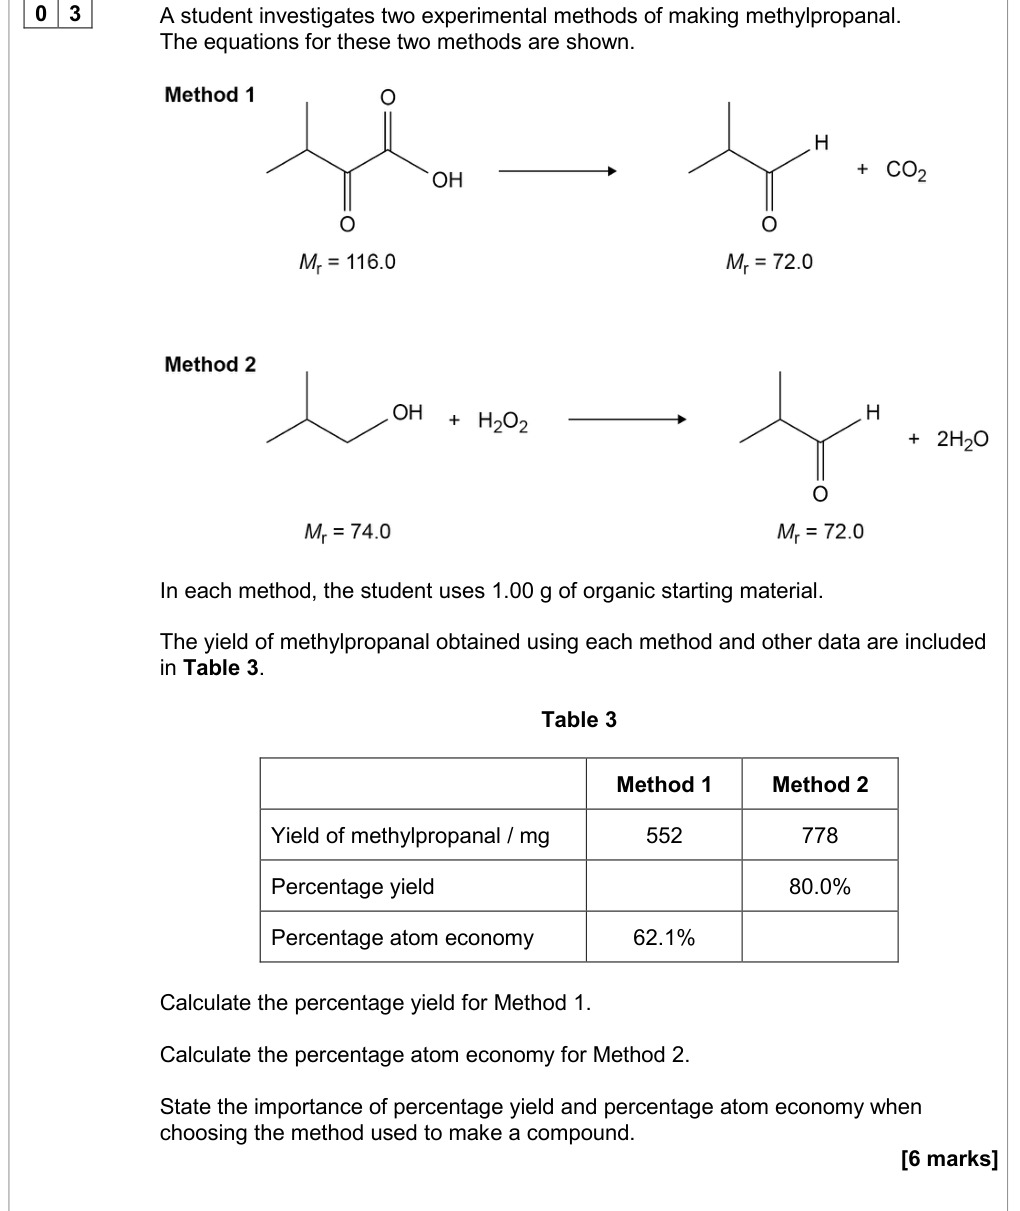 0 3
A student investigates two experimental methods of making methylpropanal.
The equations for these two methods are shown.
Method 1
O
OH
O
H
O
+ CO2
Mr = 116.0
Mr = 72.0
Method 2
OH
+ H2O2
H
O
+ 2H2O
Mr = 74.0
Mr = 72.0
In each method, the student uses 1.00 g of organic starting material.
The yield of methylpropanal obtained using each method and other data are included
in Table 3.
Table 3
Method 1 Method 2
Yield of methylpropanal / mg 552 778
Percentage yield 80.0%
Percentage atom economy 62.1%
Calculate the percentage yield for Method 1.
Calculate the percentage atom economy for Method 2.
State the importance of percentage yield and percentage atom economy when
choosing the method used to make a compound.
[6 marks]